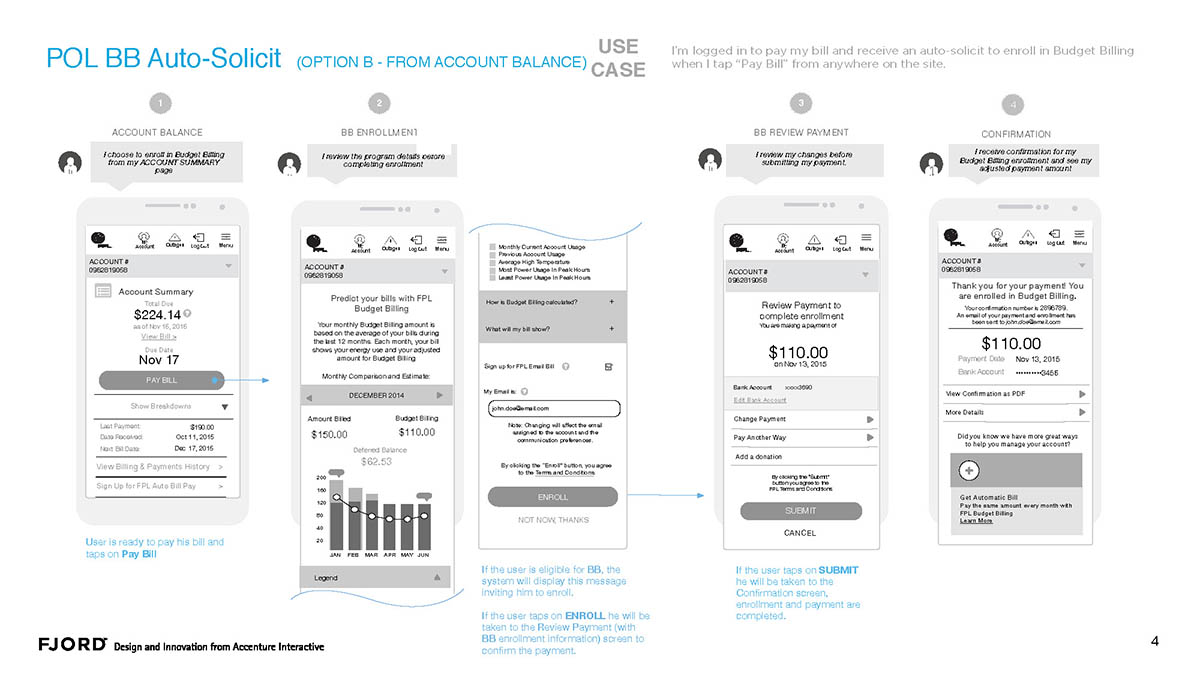 POL BB Auto-Solicit (OPTION B - FROM ACCOUNT BALANCE)
USE
CASE
I'm logged in to pay my bill and receive an auto-solicit to enroll in Budget Billing
when I tap "Pay Bill" from anywhere on the site.
1
ACCOUNT BALANCE
I choose to enroll in Budget Billing
from my ACCOUNT SUMMARY
page
FPL
My
Account
Outages
Log Out
Menu
ACCOUNT #
0962819058
Account Summary
Total Due
$224.14 ?
as of Nov 15, 2015
View Bill >
Due Date
Nov 17
PAY BILL
Show Breakdowns
Last Payment: $190.00
Date Received: Oct 11, 2015
Next Bill Date: Dec 17, 2015
View Billing & Payments History >
Sign Up for FPL Auto Bill Pay >
User is ready to pay his bill and
taps on Pay Bill
2
BB ENROLLMENT
I review the program details before
completing enrollment
FPL
My
Account
Outages
Log Out
Menu
ACCOUNT #
0962819058
Predict your bills with FPL
Budget Billing
Your monthly Budget Billing amount is
based on the average of your bills during
the last 12 months. Each month, your bill
shows your energy use and your adjusted
amount for Budget Billing
Monthly Comparison and Estimate:
DECEMBER 2014
Amount Billed Budget Billing
$150.00 $110.00
Deferred Balance
$62.53
200
160
120
80
40
20
JAN FEB MAR APR MAY JUN
Legend
Monthly Current Account Usage
Previous Account Usage
Average High Temperature
Most Power Usage In Peak Hours
Least Power Usage In Peak Hours
How is Budget Billing calculated? +
What will my bill show? +
Sign up for FPL Email Bill ?
My Email is: ?
john.doe@email.com
Note: Changing will affect the email
assigned to the account and the
communication preferences.
By clicking the "Enroll" button, you agree
to the Terms and Conditions
ENROLL
NOT NOW, THANKS
If the user is eligible for BB, the
system will display this message
inviting him to enroll.
If the user taps on ENROLL he will be
taken to the Review Payment (with
BB enrollment information) screen to
confirm the payment.
3
BB REVIEW PAYMENT
I review my changes before
submitting my payment.
FPL
My
Account
Outages
Log Out
Menu
ACCOUNT #
0962819058
Review Payment to
complete enrollment
You are making a payment of
$110.00
on Nov 13, 2015
Bank Account xxxx3690
Edit Bank Account
Change Payment
Pay Another Way
Add a donation
By clicking the "Submit"
button you agree to the
FPL Terms and Conditions
SUBMIT
CANCEL
If the user taps on SUBMIT
he will be taken to the
Confirmation screen,
enrollment and payment are
completed.
4
CONFIRMATION
I receive confirmation for my
Budget Billing enrollment and see my
adjusted payment amount
FPL
My
Account
Outages
Log Out
Menu
ACCOUNT #
0962819058
Thank you for your payment! You
are enrolled in Budget Billing.
Your confirmation number is 2896789.
An email of your payment and enrollment has
been sent to john.doe@email.com
$110.00
Payment Date Nov 13, 2015
Bank Account •••••••••3456
View Confirmation as PDF
More Details
Did you know we have more great ways
to help you manage your account?
Get Automatic Bill
Pay the same amount every month with
FPL Budget Billing
Learn More
FJORD Design and Innovation from Accenture Interactive
4